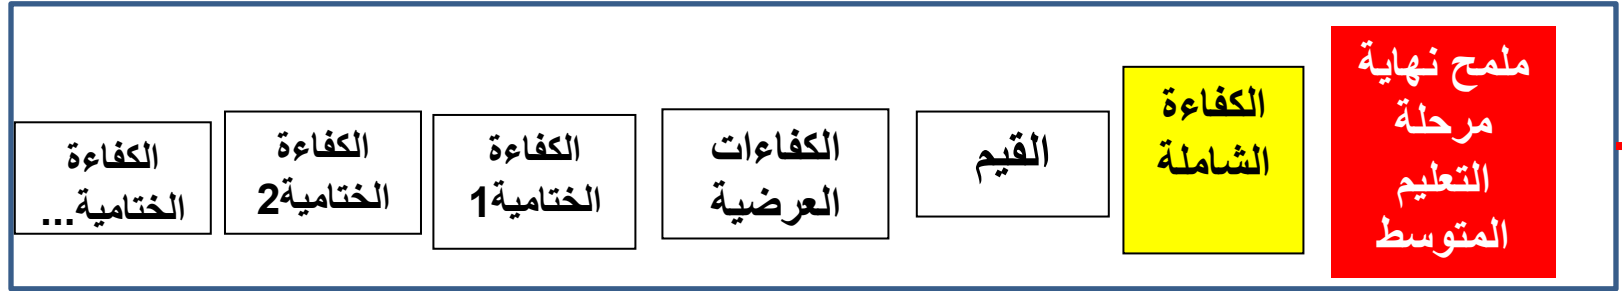 ملمح نهاية
مرحلة
التعليم
المتوسط
الكفاءة
الشاملة
القيم
الكفاءات
العرضية
الكفاءة
الختامية1
الكفاءة
الختامية2
الكفاءة
الختامية...